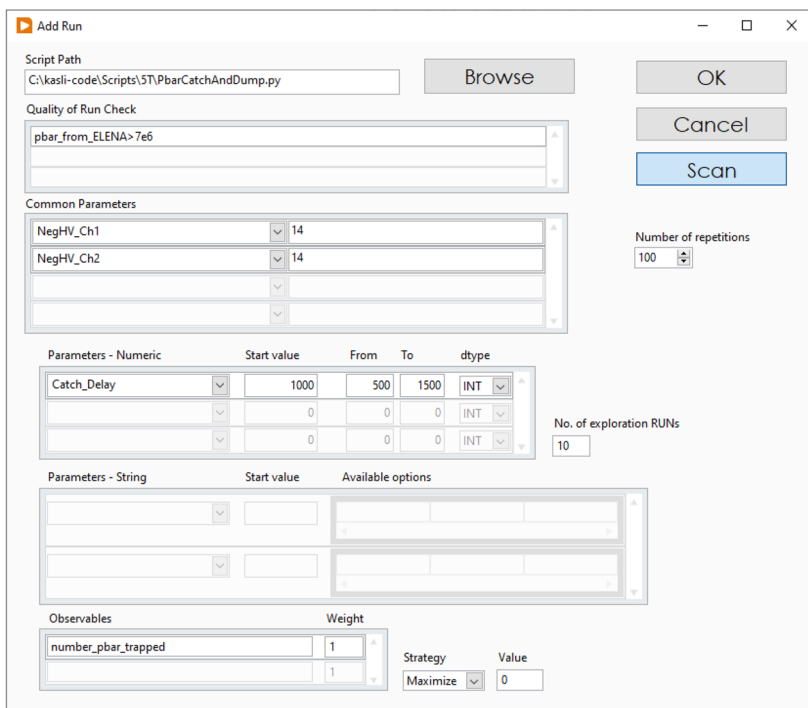 Add Run
Script Path
C:\kasli-code\Scripts\5T\PbarCatchAndDump.py
Browse
OK
Quality of Run Check
pbar_from_ELENA>7e6
Cancel
Scan
Common Parameters
NegHV_Ch1 14
NegHV_Ch2 14
Number of repetitions
100
Parameters - Numeric Start value From To dtype
Catch_Delay 1000 500 1500 INT
0 0 0 INT
0 0 0 INT
No. of exploration RUNs
10
Parameters - String Start value Available options
Observables Weight
number_pbar_trapped 1
1
Strategy Value
Maximize 0